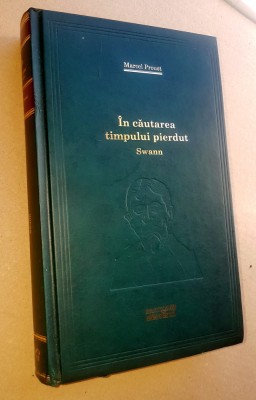 Marcel Proust
În căutarea
timpului pierdut
Swann